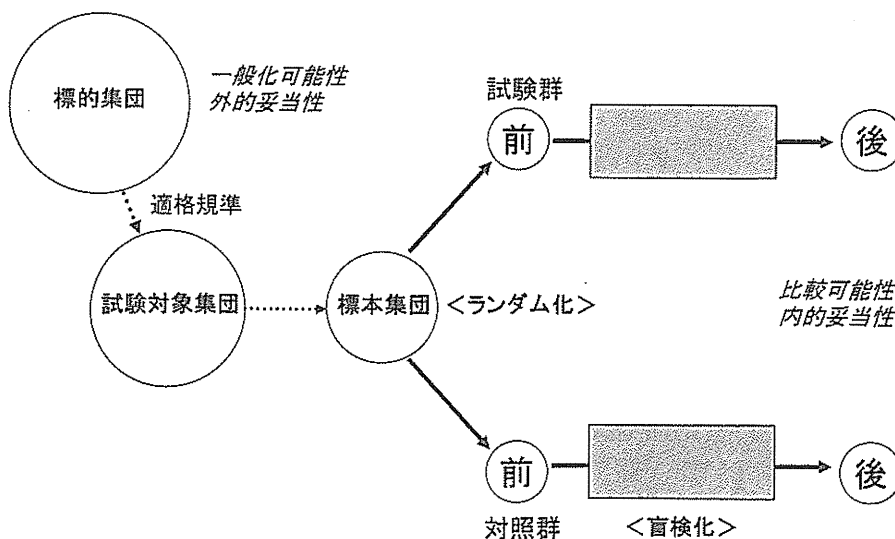 標的集団
一般化可能性
外的妥当性
適格規準
試験対象集団
標本集団
＜ランダム化＞
試験群
前
後
比較可能性
内的妥当性
前
後
対照群
＜盲検化＞